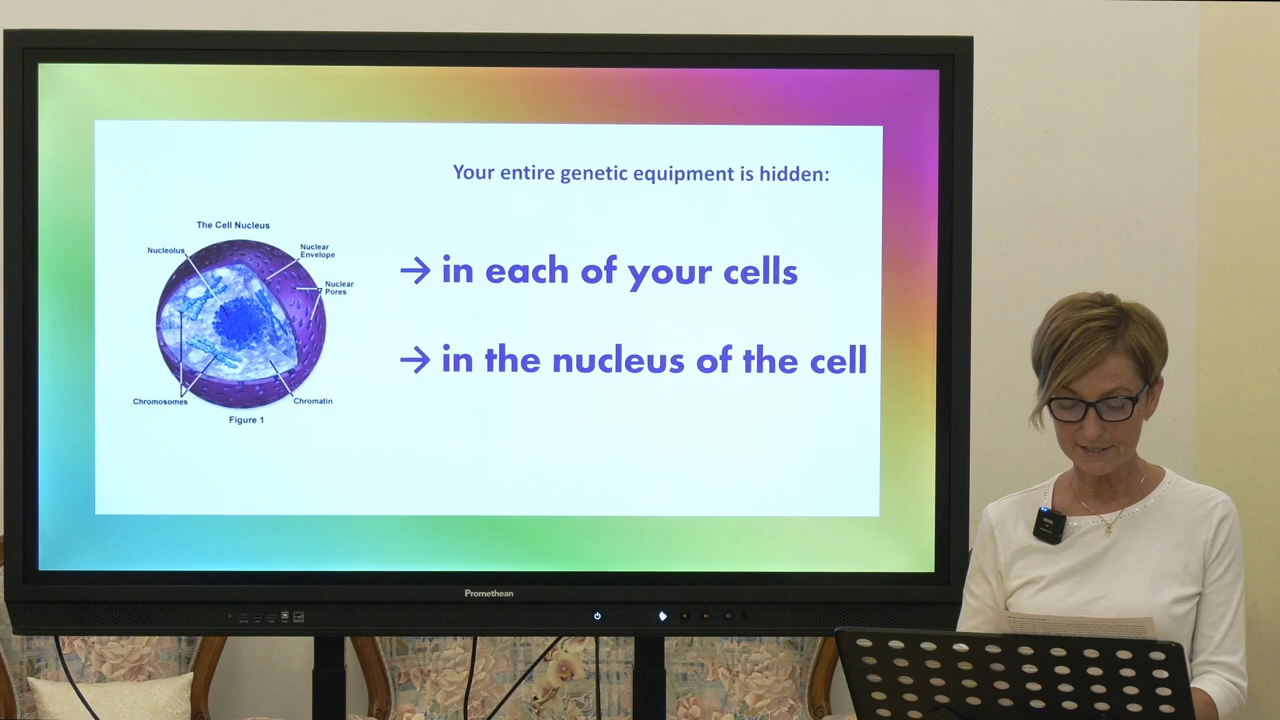 Your entire genetic equipment is hidden:
The Cell Nucleus
Nucleolus
Nuclear
Envelope
Nuclear
Pores
Chromosomes
Chromatin
Figure 1
→ in each of your cells
→ in the nucleus of the cell
Promethean